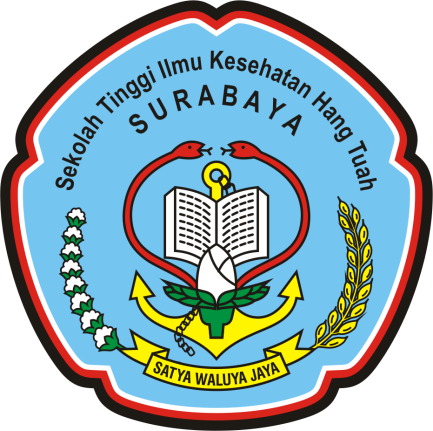 Sekolah Tinggi Ilmu Kesehatan Hang Tuah
SURABAYA
SATYA WALUYA JAYA